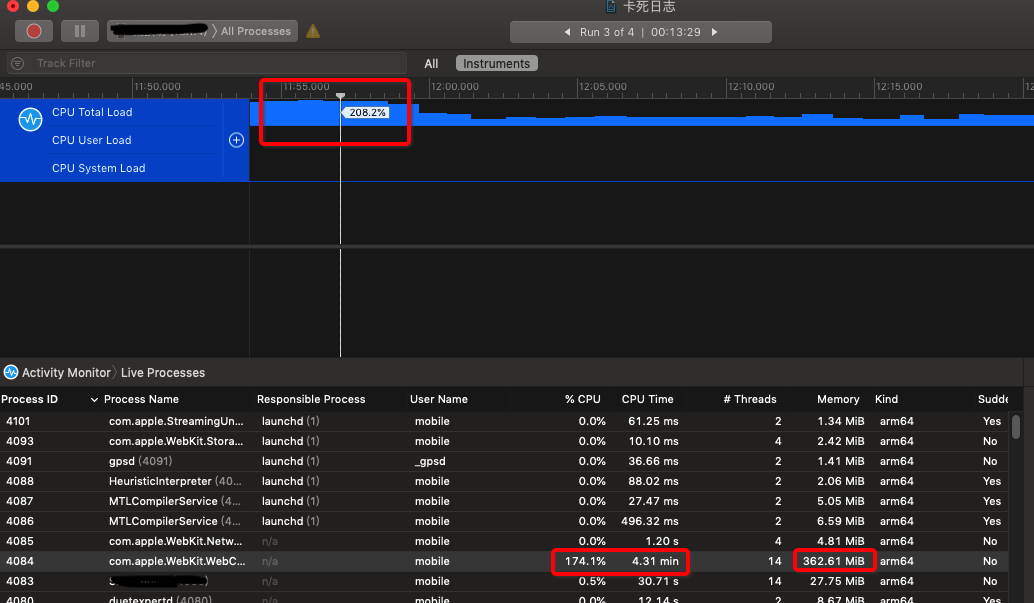 卡死日志
All Processes
Run 3 of 4 | 00:13:29
Track Filter
All
Instruments
45.000
11:50.000
11:55.000
12:00.000
12:05.000
12:10.000
12:15.000
CPU Total Load
208.2%
CPU User Load
CPU System Load
Activity Monitor Live Processes
Process ID Process Name Responsible Process User Name % CPU CPU Time # Threads Memory Kind Sudde
4101 com.apple.StreamingUn... launchd (1) mobile 0.0% 61.25 ms 2 1.34 MiB arm64 Yes
4093 com.apple.WebKit.Stora... launchd (1) mobile 0.0% 10.10 ms 4 2.42 MiB arm64 No
4091 gpsd (4091) launchd (1) _gpsd 0.0% 36.66 ms 2 1.41 MiB arm64 No
4088 HeuristicInterpreter (40... launchd (1) mobile 0.0% 88.02 ms 2 2.06 MiB arm64 Yes
4087 MTLCompilerService (4... launchd (1) mobile 0.0% 27.47 ms 2 5.05 MiB arm64 Yes
4086 MTLCompilerService (4... launchd (1) mobile 0.0% 496.32 ms 2 6.59 MiB arm64 Yes
4085 com.apple.WebKit.Netw... n/a mobile 0.0% 1.20 s 4 4.81 MiB arm64 No
4084 com.apple.WebKit.WebC... n/a mobile 174.1% 4.31 min 14 362.61 MiB arm64 No
4083 n/a mobile 0.5% 30.71 s 14 27.75 MiB arm64 No
4080 duetexpertd (4080) n/a mobile 0.0% 12.14 s 2 8.67 MiB arm64 Yes